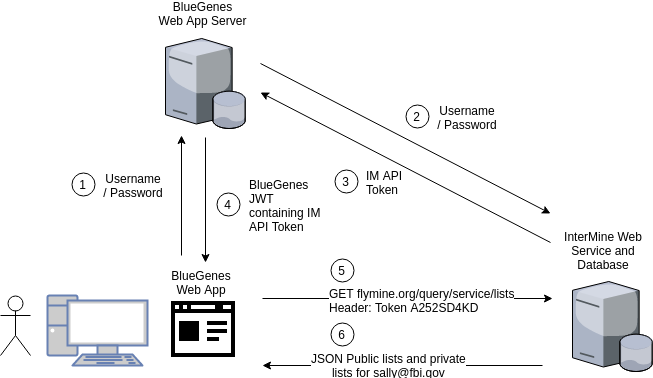 BlueGenes
Web App Server
2
Username
/ Password
1
Username
/ Password
3
IM API
Token
4
BlueGenes
JWT
containing IM
API Token
InterMine Web
Service and
Database
BlueGenes
Web App
5
GET flymine.org/query/service/lists
Header: Token A252SD4KD
6
JSON Public lists and private
lists for sally@fbi.gov